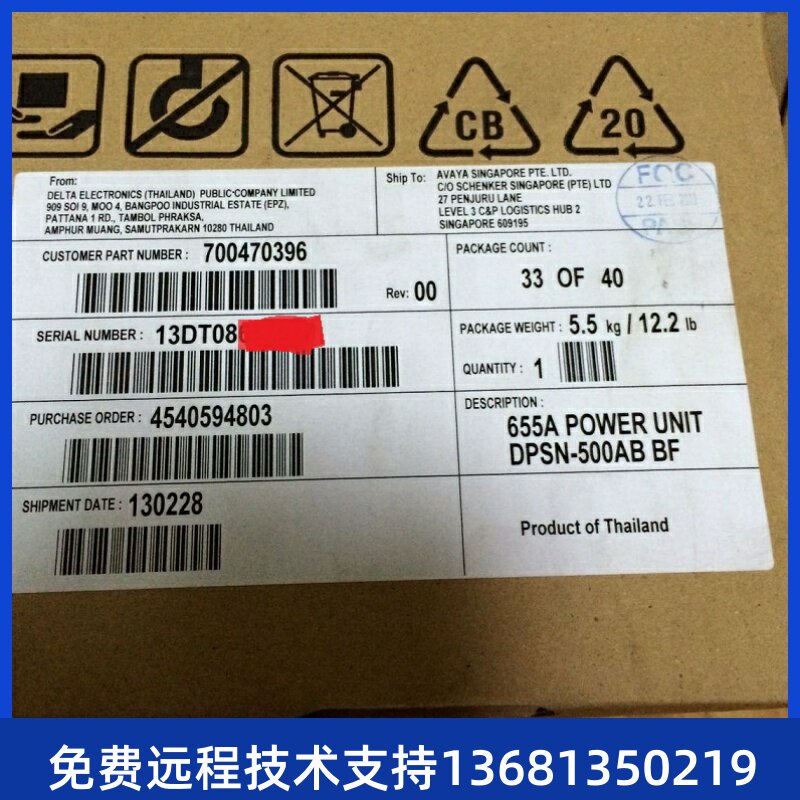 CB
20
From:
DELTA ELECTRONICS (THAILAND) PUBLIC COMPANY LIMITED
909 SOI 9, MOO 4, BANGPOO INDUSTRIAL ESTATE (EPZ),
PATTANA 1 RD., TAMBOL PHRAKSA,
AMPHUR MUANG, SAMUTPRAKARN 10280 THAILAND
Ship To:
AVAYA SINGAPORE PTE. LTD.
C/O SCHENKER SINGAPORE (PTE) LTD
27 PENJURU LANE
LEVEL 3 C&P LOGISTICS HUB 2
SINGAPORE 609195
FQC
22 FEB
CUSTOMER PART NUMBER : 700470396
Rev: 00
PACKAGE COUNT :
33 OF 40
SERIAL NUMBER : 13DT08
PACKAGE WEIGHT : 5.5 kg / 12.2 lb
QUANTITY : 1
PURCHASE ORDER : 4540594803
DESCRIPTION :
655A POWER UNIT
DPSN-500AB BF
SHIPMENT DATE : 130228
Product of Thailand
免费远程技术支持13681350219